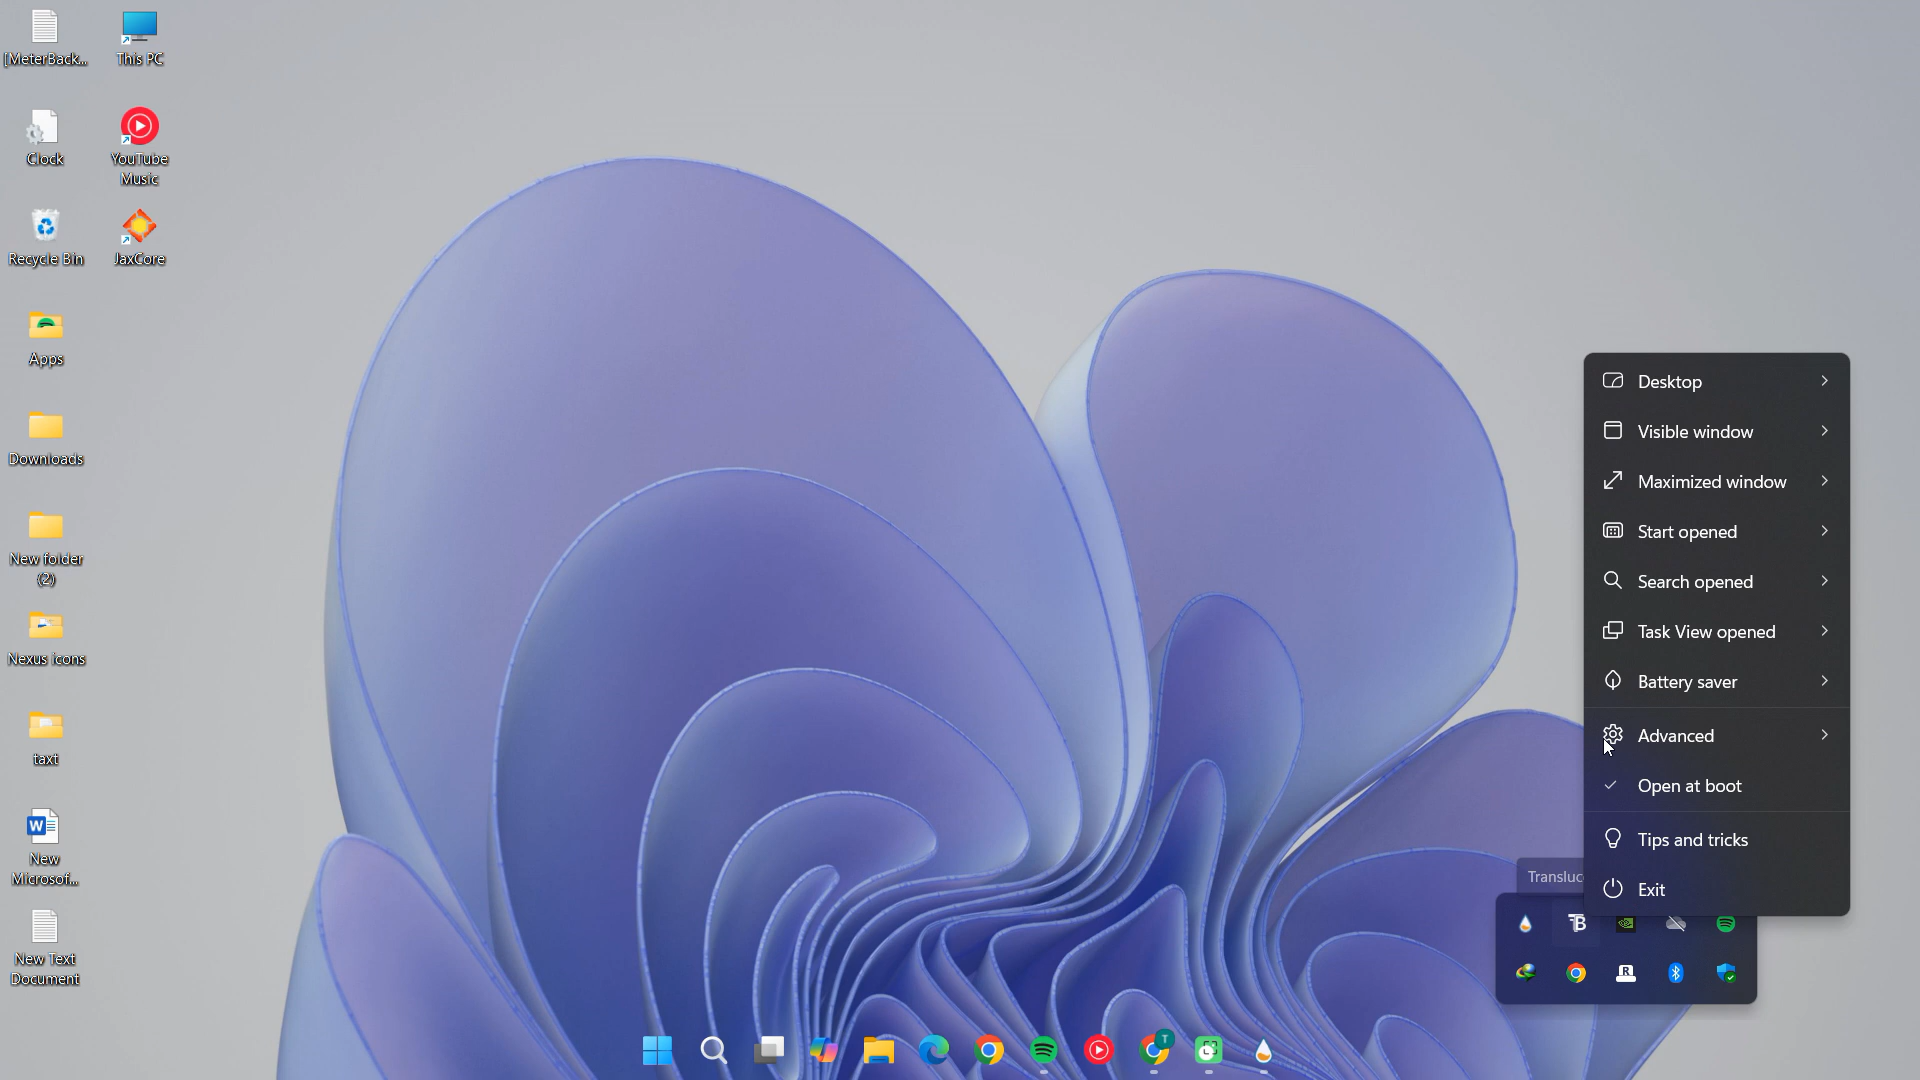 [MeterBack...
This PC
Clock
YouTube
Music
Recycle Bin
JaxCore
Apps
Downloads
New folder
(2)
Nexus icons
taxt
New
Microsof...
New Text
Document
Desktop
Visible window
Maximized window
Start opened
Search opened
Task View opened
Battery saver
Advanced
Open at boot
Tips and tricks
Exit
Transluc
T